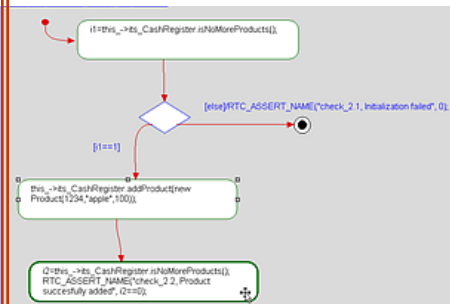 i1=this_->its_CashRegister.isNoMoreProducts();
[else]/RTC_ASSERT_NAME("check_2.1, Initialization failed", 0);
[i1==1]
this_->its_CashRegister.addProduct(new
Product(1234,"apple",100));
i2=this_->its_CashRegister.isNoMoreProducts();
RTC_ASSERT_NAME("check_2.2, Product
succesfully added", i2==0);